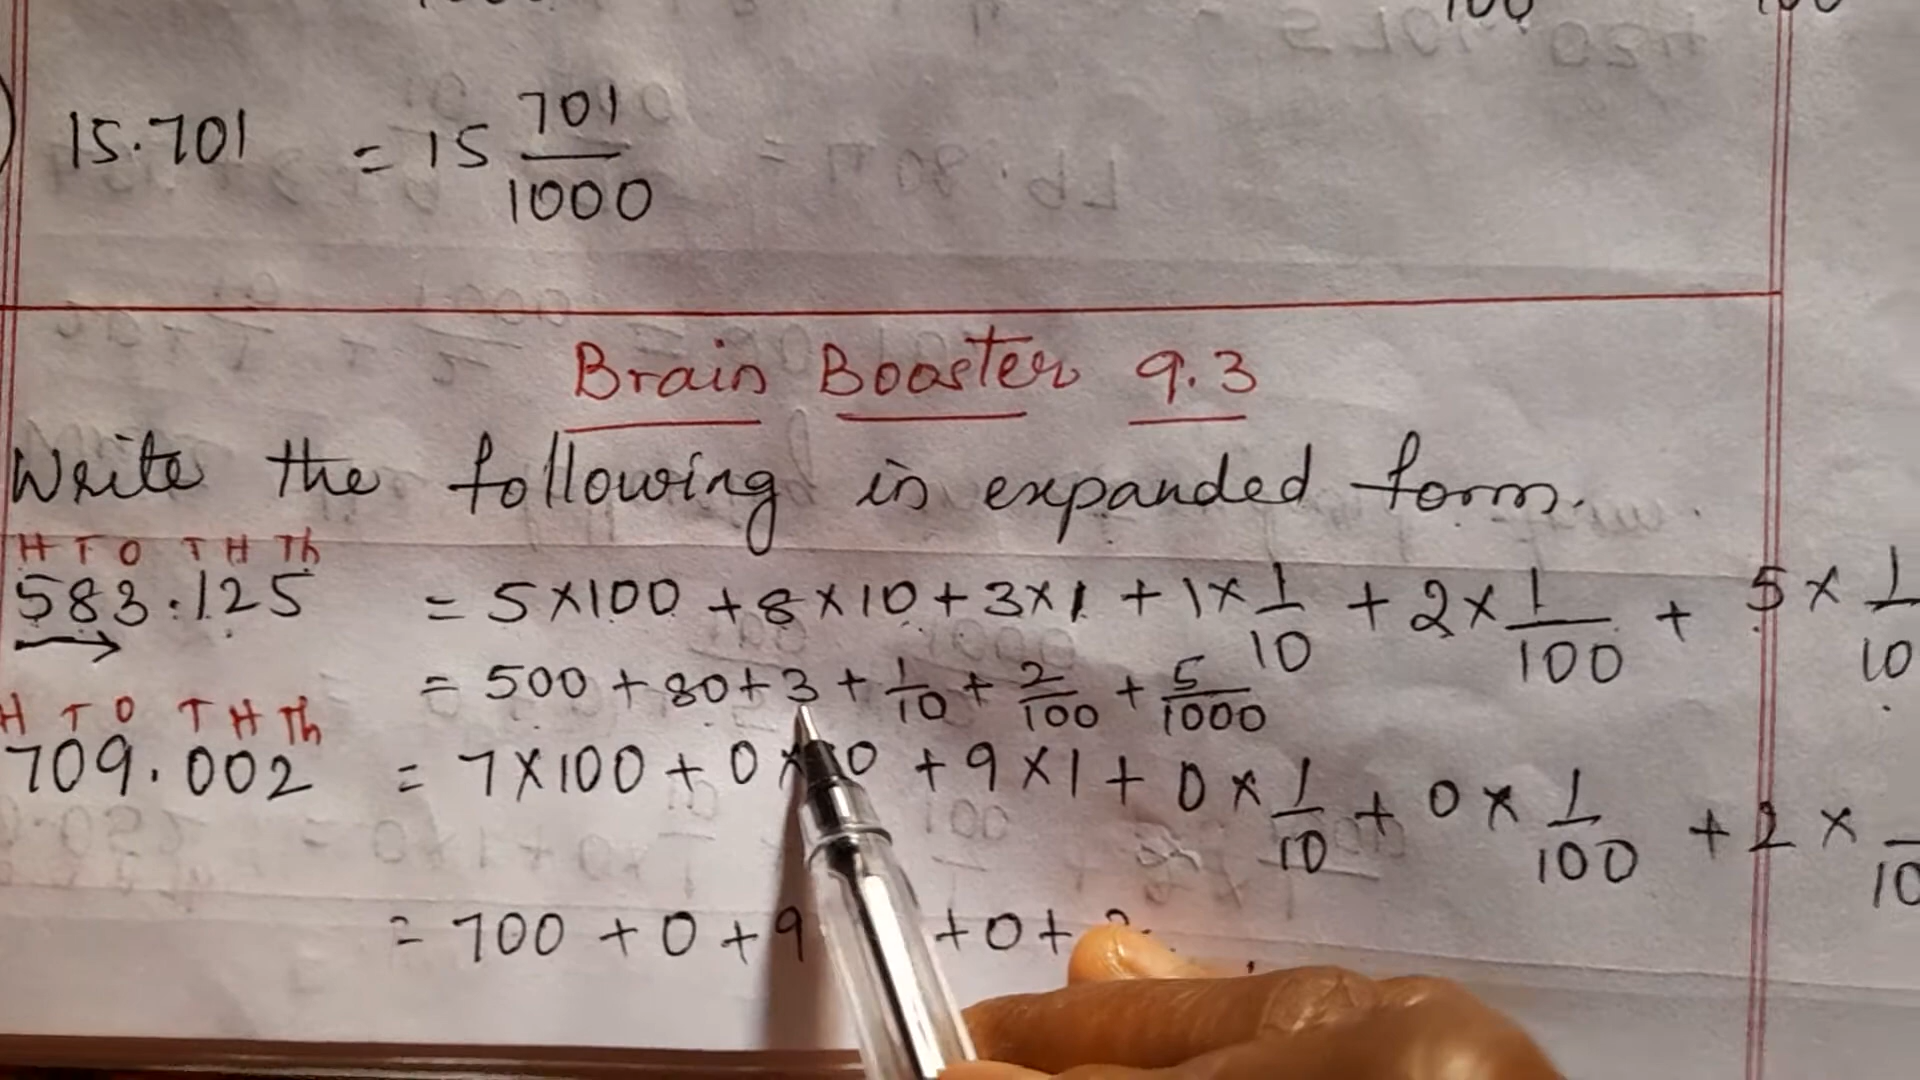 15.701 = 15 701/1000
Brain Booster 9.3
Write the following in expanded form.
H T O T H Th
583.125 = 5×100 + 8×10 + 3×1 + 1×1/10 + 2×1/100 + 5×1/10
= 500 + 80 + 3 + 1/10 + 2/100 + 5/1000
H T O T H Th
709.002 = 7×100 + 0×10 + 9×1 + 0×1/10 + 0×1/100 + 2×
= 700 + 0 + 9 + 0 +